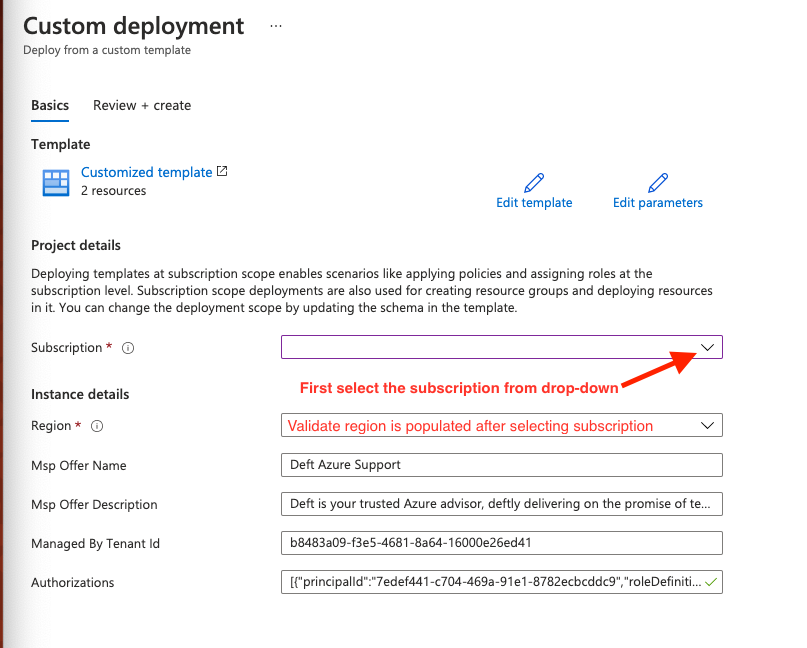 Custom deployment ...
Deploy from a custom template
Basics Review + create
Template
Customized template
2 resources
Edit template Edit parameters
Project details
Deploying templates at subscription scope enables scenarios like applying policies and assigning roles at the
subscription level. Subscription scope deployments are also used for creating resource groups and deploying resources
in it. You can change the deployment scope by updating the schema in the template.
Subscription *
First select the subscription from drop-down
Instance details
Region * Validate region is populated after selecting subscription
Msp Offer Name Deft Azure Support
Msp Offer Description Deft is your trusted Azure advisor, deftly delivering on the promise of te...
Managed By Tenant Id b8483a09-f3e5-4681-8a64-16000e26ed41
Authorizations [{"principalId":"7edef441-c704-469a-91e1-8782ecbcddc9","roleDefiniti...